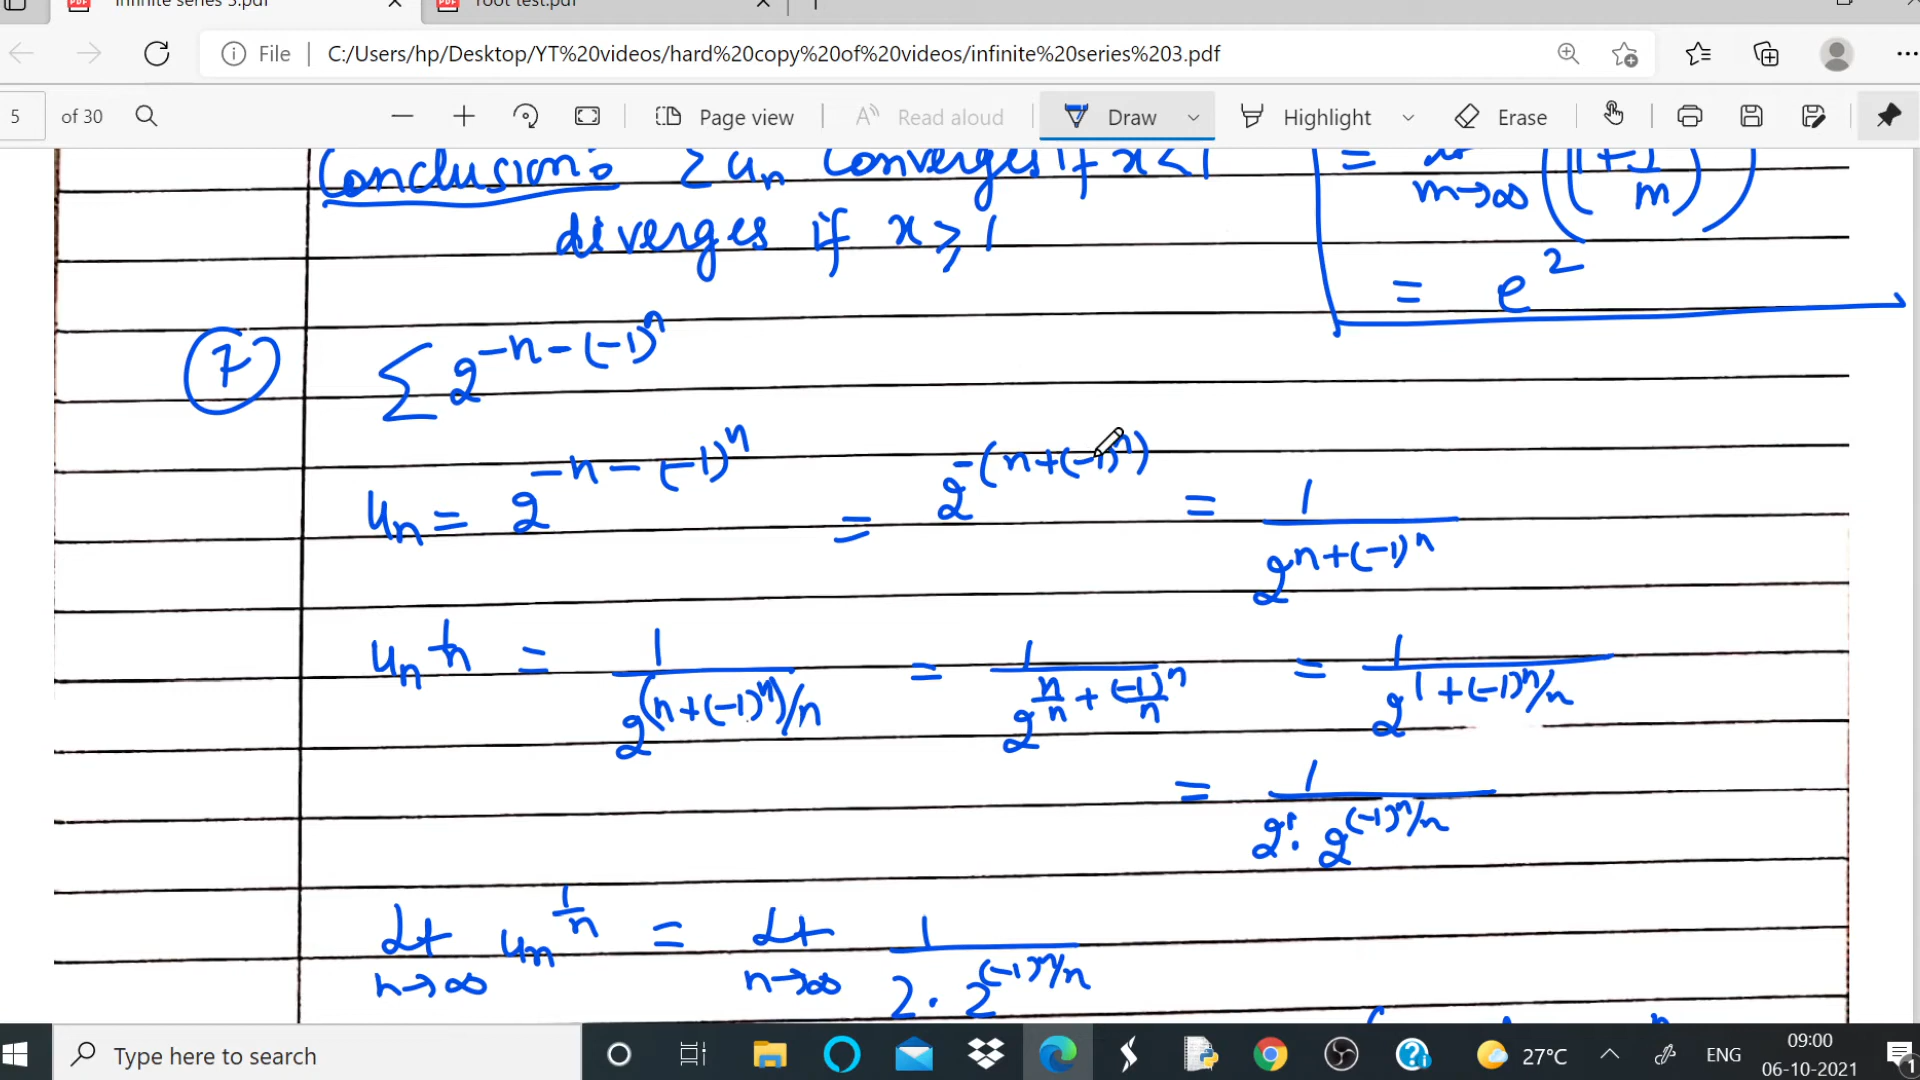 infinite series 3.pdf
root test.pdf
File C:/Users/hp/Desktop/YT%20videos/hard%20copy%20of%20videos/infinite%20series%203.pdf
5 of 30 Page view Read aloud Draw Highlight Erase
Conclusion: Σ uₙ converges if x<1
diverges if x ⩾ 1
= Lt m→∞ ((1+1/m)
= e²
7 Σ 2^(-n-(-1)^n)
uₙ = 2^(-n-(-1)^n) = 2^(-(n+(-1)^n)) = 1/2^(n+(-1)^n)
uₙ^(1/n) = 1/2^((n+(-1)^n)/n) = 1/2^(n/n + (-1)^n/n) = 1/2^(1+(-1)^n/n)
= 1/(2¹ · 2^((-1)^n/n))
Lt n→∞ uₙ^(1/n) = Lt n→∞ 1/(2 · 2^((-1)^n/n))
Type here to search 27°C ENG 09:00 06-10-2021 1